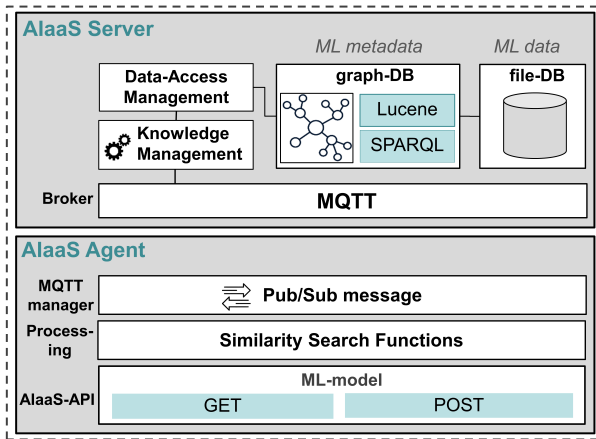 AIaaS Server
ML metadata
ML data
Data-Access
Management
graph-DB
Lucene
SPARQL
file-DB
Knowledge
Management
Broker
MQTT
AIaaS Agent
MQTT
manager
Pub/Sub message
Process-
ing
Similarity Search Functions
AIaaS-API
ML-model
GET
POST